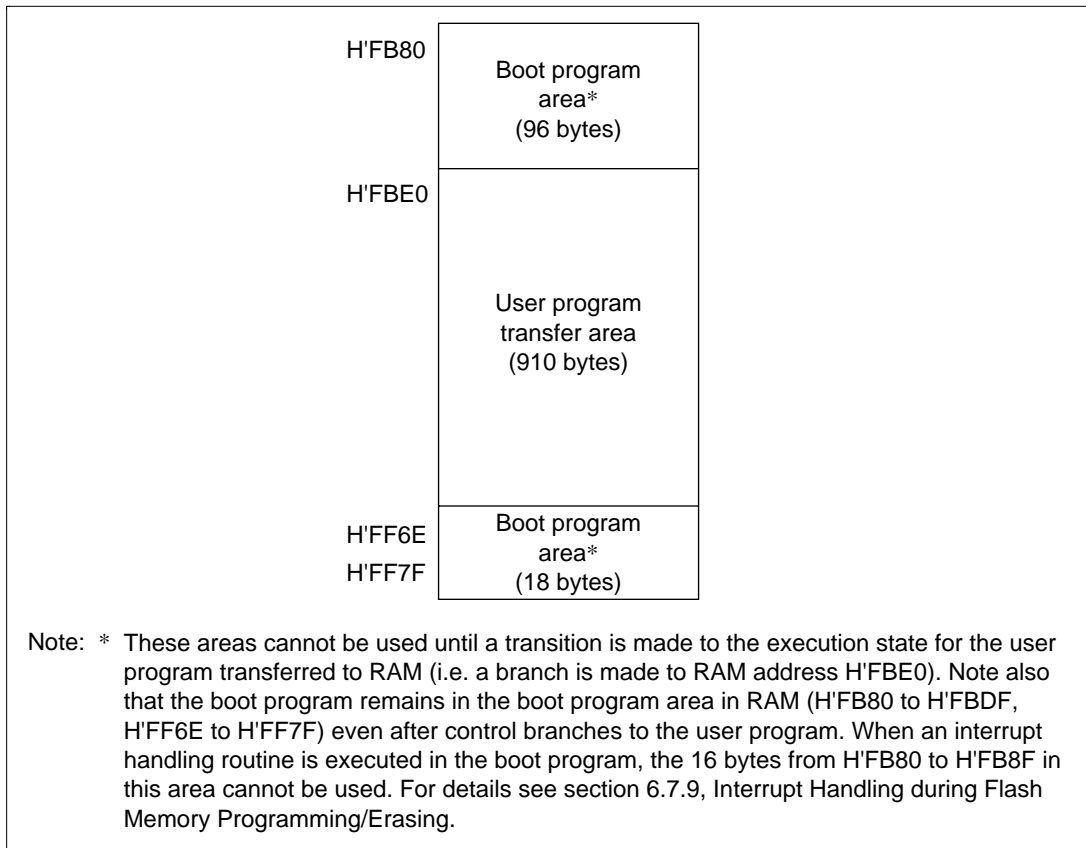 H'FB80
Boot program
area*
(96 bytes)
H'FBE0
User program
transfer area
(910 bytes)
H'FF6E
H'FF7F
Boot program
area*
(18 bytes)
Note: * These areas cannot be used until a transition is made to the execution state for the user
program transferred to RAM (i.e. a branch is made to RAM address H'FBE0). Note also
that the boot program remains in the boot program area in RAM (H'FB80 to H'FBDF,
H'FF6E to H'FF7F) even after control branches to the user program. When an interrupt
handling routine is executed in the boot program, the 16 bytes from H'FB80 to H'FB8F in
this area cannot be used. For details see section 6.7.9, Interrupt Handling during Flash
Memory Programming/Erasing.